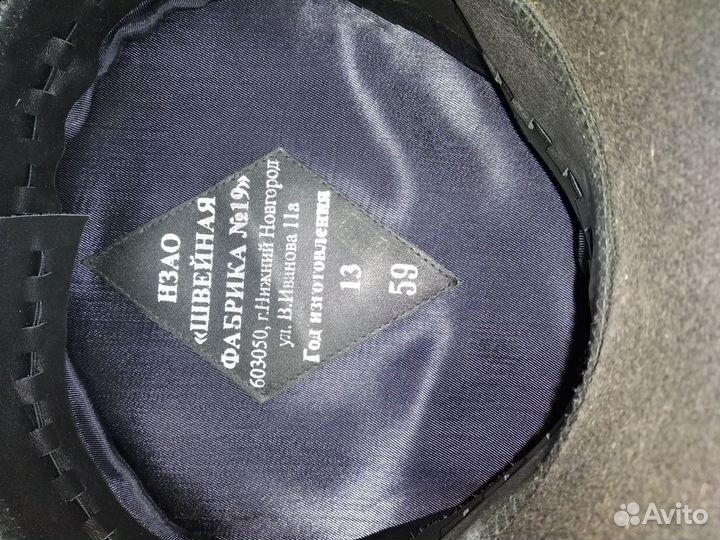 НЗАО
«ШВЕЙНАЯ
ФАБРИКА №19»
603050, г.Нижний Новгород
ул. В.Иванова 11а
Год изготовления
13
59
Avito